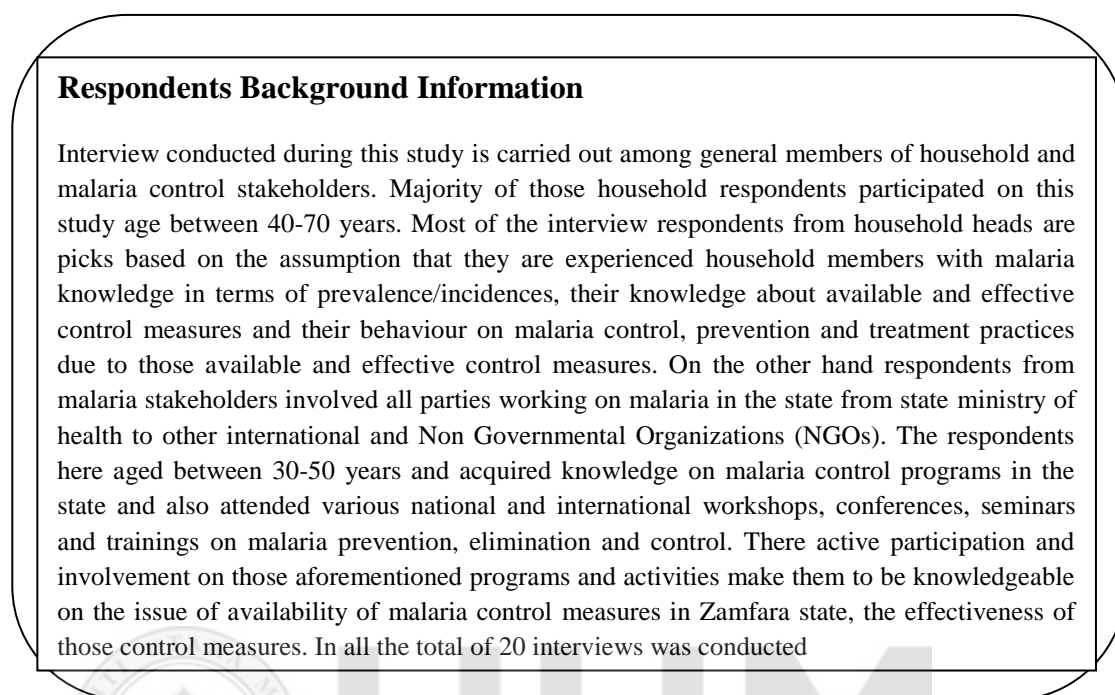 Respondents Background Information
Interview conducted during this study is carried out among general members of household and
malaria control stakeholders. Majority of those household respondents participated on this
study age between 40-70 years. Most of the interview respondents from household heads are
picks based on the assumption that they are experienced household members with malaria
knowledge in terms of prevalence/incidences, their knowledge about available and effective
control measures and their behaviour on malaria control, prevention and treatment practices
due to those available and effective control measures. On the other hand respondents from
malaria stakeholders involved all parties working on malaria in the state from state ministry of
health to other international and Non Governmental Organizations (NGOs). The respondents
here aged between 30-50 years and acquired knowledge on malaria control programs in the
state and also attended various national and international workshops, conferences, seminars
and trainings on malaria prevention, elimination and control. There active participation and
involvement on those aforementioned programs and activities make them to be knowledgeable
on the issue of availability of malaria control measures in Zamfara state, the effectiveness of
those control measures. In all the total of 20 interviews was conducted